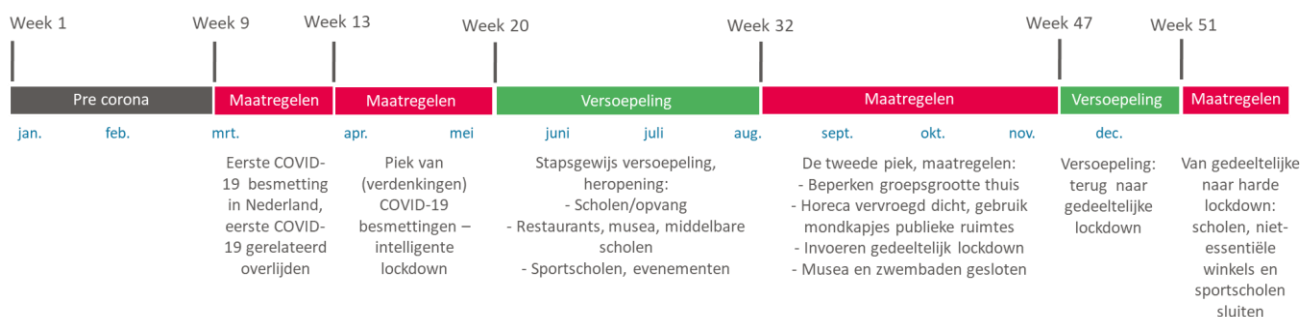 Week 1
Week 9
Week 13
Week 20
Week 32
Week 47
Week 51
Pre corona
Maatregelen
Maatregelen
Versoepeling
Maatregelen
Versoepeling
Maatregelen
jan.
feb.
mrt.
apr.
mei
juni
juli
aug.
sept.
okt.
nov.
dec.
Eerste COVID-
19 besmetting
in Nederland,
eerste COVID-
19 gerelateerd
overlijden
Piek van
(verdenkingen)
COVID-19
besmettingen –
intelligente
lockdown
Stapsgewijs versoepeling,
heropening:
- Scholen/opvang
- Restaurants, musea, middelbare
scholen
- Sportscholen, evenementen
De tweede piek, maatregelen:
- Beperken groepsgrootte thuis
- Horeca vervroegd dicht, gebruik
mondkapjes publieke ruimtes
- Invoeren gedeeltelijk lockdown
- Musea en zwembaden gesloten
Versoepeling:
terug naar
gedeeltelijke
lockdown
Van gedeeltelijke
naar harde
lockdown:
scholen, niet-
essentiële
winkels en
sportscholen
sluiten